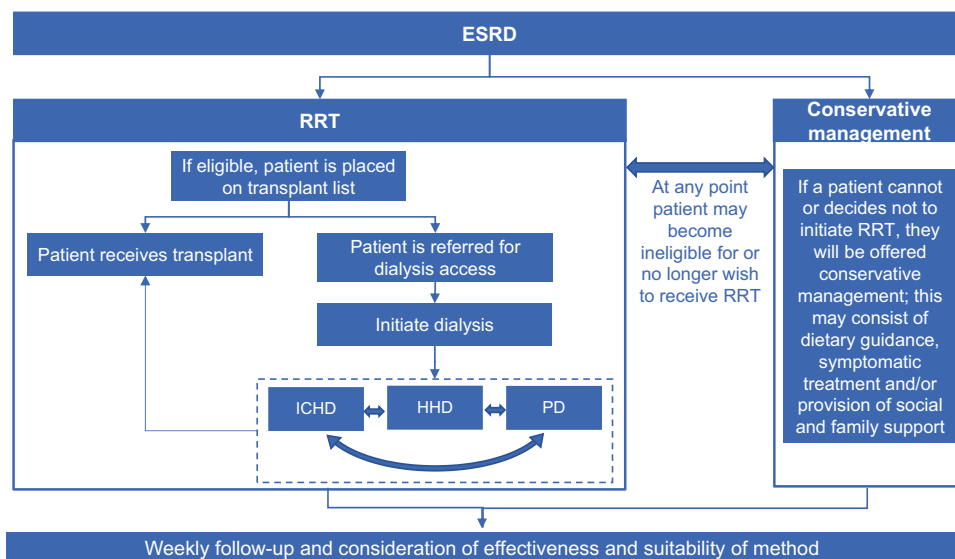 ESRD
RRT
If eligible, patient is placed
on transplant list
Patient receives transplant
Patient is referred for
dialysis access
Initiate dialysis
ICHD
HHD
PD
At any point
patient may
become
ineligible for or
no longer wish
to receive RRT
Conservative
management
If a patient cannot
or decides not to
initiate RRT, they
will be offered
conservative
management; this
may consist of
dietary guidance,
symptomatic
treatment and/or
provision of social
and family support
Weekly follow-up and consideration of effectiveness and suitability of method